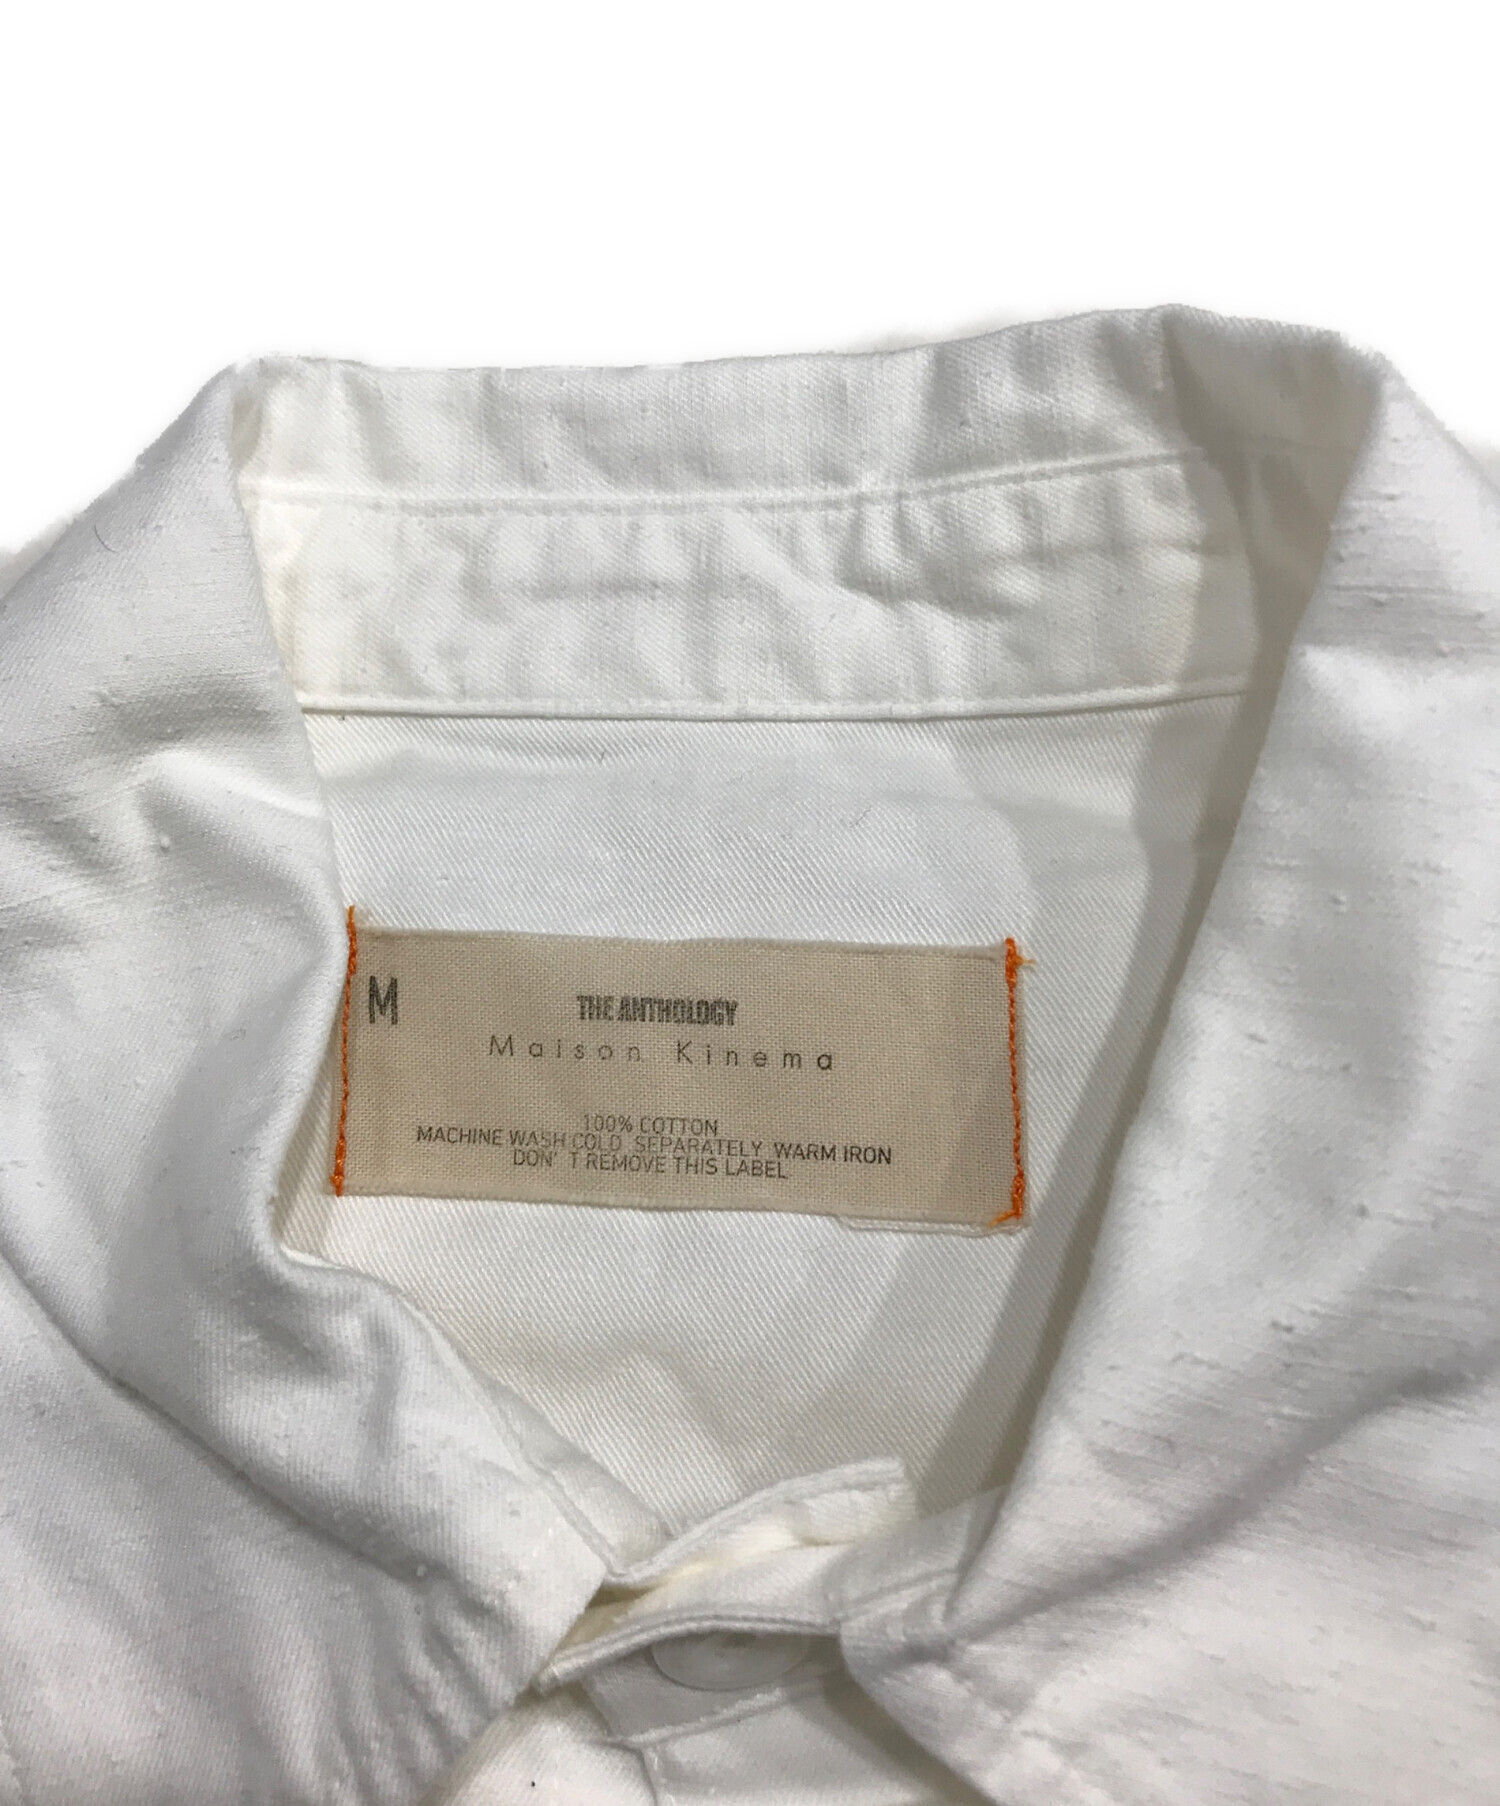 M
THE ANTHOLOGY
Maison Kinema
100% COTTON
MACHINE WASH COLD SEPARATELY WARM IRON
DON' T REMOVE THIS LABEL